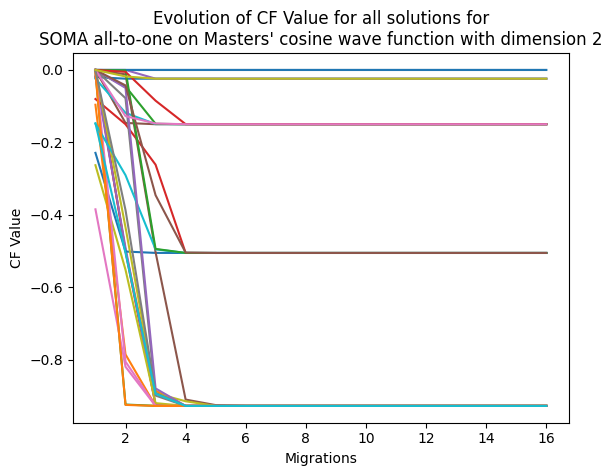 Evolution of CF Value for all solutions for
SOMA all-to-one on Masters' cosine wave function with dimension 2
0.0
−0.2
−0.4
−0.6
−0.8
CF Value
2 4 6 8 10 12 14 16
Migrations